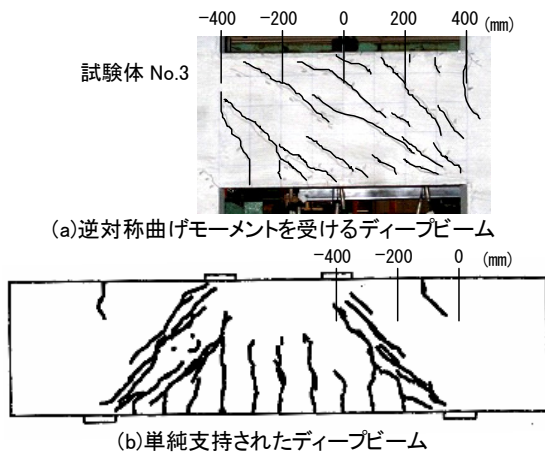 -400 -200 0 200 400 (mm)
試験体 No.3
(a)逆対称曲げモーメントを受けるディープビーム
-400 -200 0 (mm)
(b)単純支持されたディープビーム